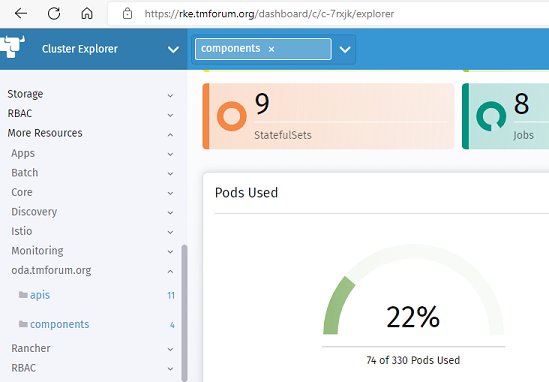 https://rke.tmforum.org/dashboard/c/c-7rxjk/explorer
Cluster Explorer
components ×
Storage
RBAC
More Resources
Apps
Batch
Core
Discovery
Istio
Monitoring
oda.tmforum.org
apis 11
components 4
Rancher
RBAC
9
StatefulSets
8
Jobs
Pods Used
22%
74 of 330 Pods Used